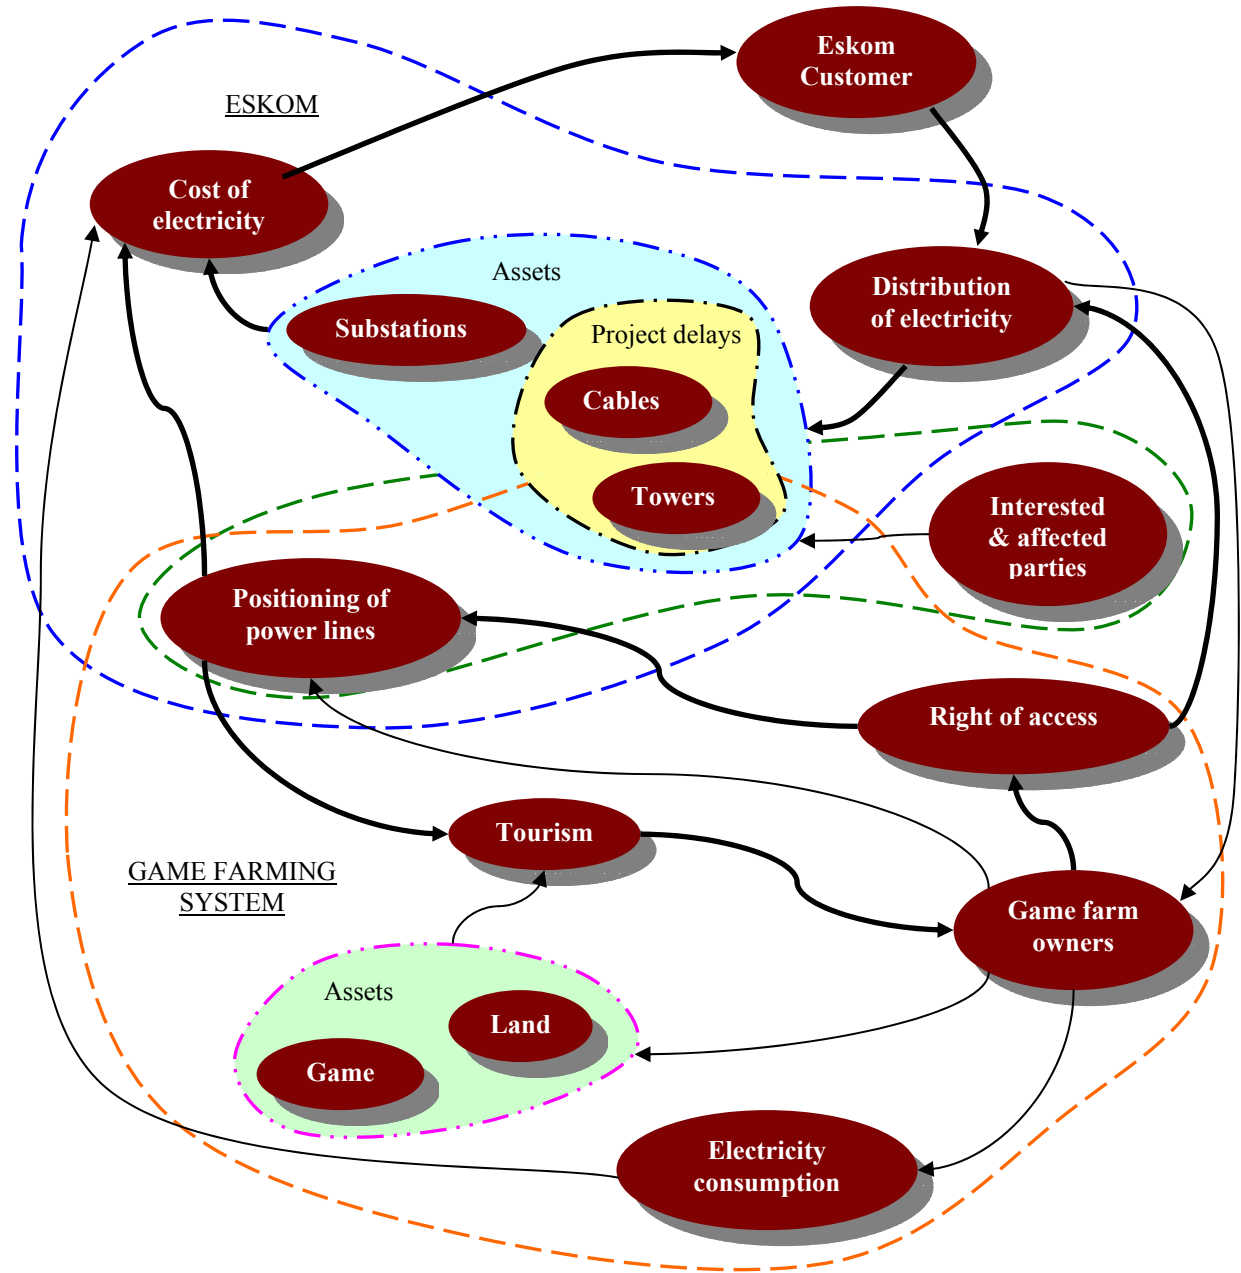 Eskom
Customer
ESKOM
Cost of
electricity
Assets
Distribution
of electricity
Substations
Project delays
Cables
Towers
Interested
& affected
parties
Positioning of
power lines
Right of access
Tourism
GAME FARMING
SYSTEM
Game farm
owners
Assets
Land
Game
Electricity
consumption